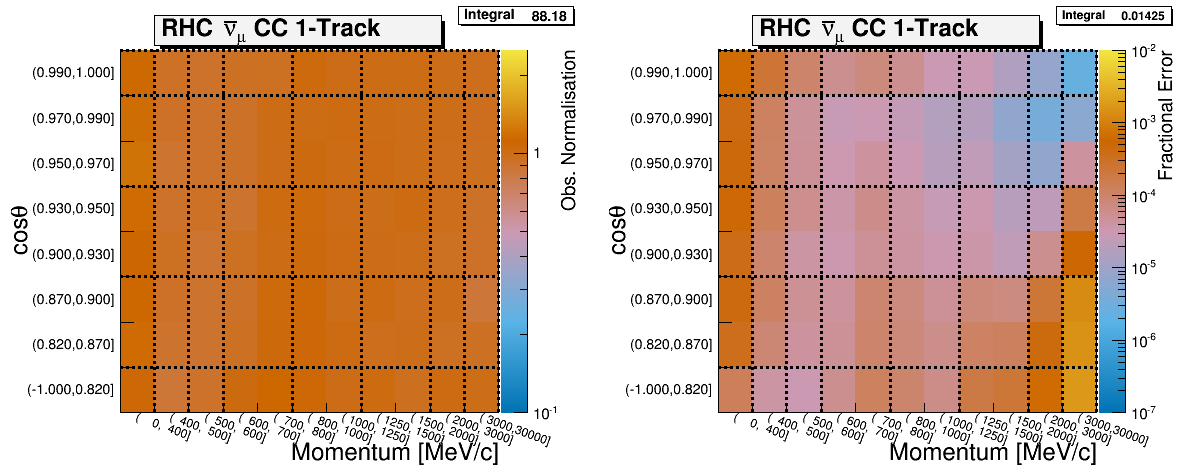 RHC ν̅μ CC 1-Track
Integral 88.18
cosθ
(0.990,1.000]
(0.970,0.990]
(0.950,0.970]
(0.930,0.950]
(0.900,0.930]
(0.870,0.900]
(0.820,0.870]
(-1.000,0.820]
( 0, 400]
( 400, 500]
( 500, 600]
( 600, 700]
( 700, 800]
( 800, 1000]
( 1000, 1250]
( 1250, 1500]
( 1500, 2000]
( 2000, 3000]
( 3000,30000]
Momentum [MeV/c]
1
10-1
Obs. Normalisation
RHC ν̅μ CC 1-Track
Integral 0.01425
cosθ
(0.990,1.000]
(0.970,0.990]
(0.950,0.970]
(0.930,0.950]
(0.900,0.930]
(0.870,0.900]
(0.820,0.870]
(-1.000,0.820]
( 0, 400]
( 400, 500]
( 500, 600]
( 600, 700]
( 700, 800]
( 800, 1000]
( 1000, 1250]
( 1250, 1500]
( 1500, 2000]
( 2000, 3000]
( 3000,30000]
Momentum [MeV/c]
10-2
10-3
10-4
10-5
10-6
10-7
Fractional Error